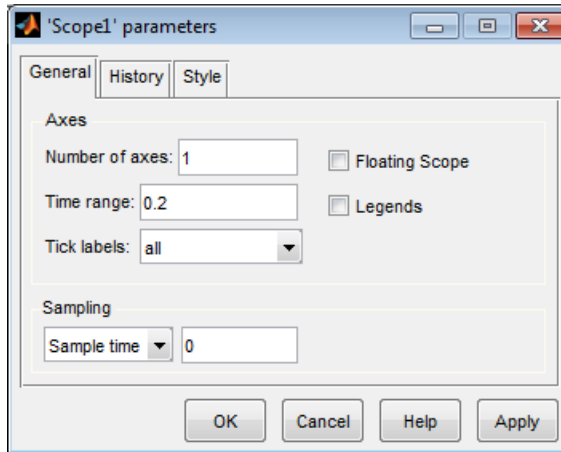 'Scope1' parameters
General History Style
Axes
Number of axes: 1 Floating Scope
Time range: 0.2 Legends
Tick labels: all
Sampling
Sample time 0
OK Cancel Help Apply